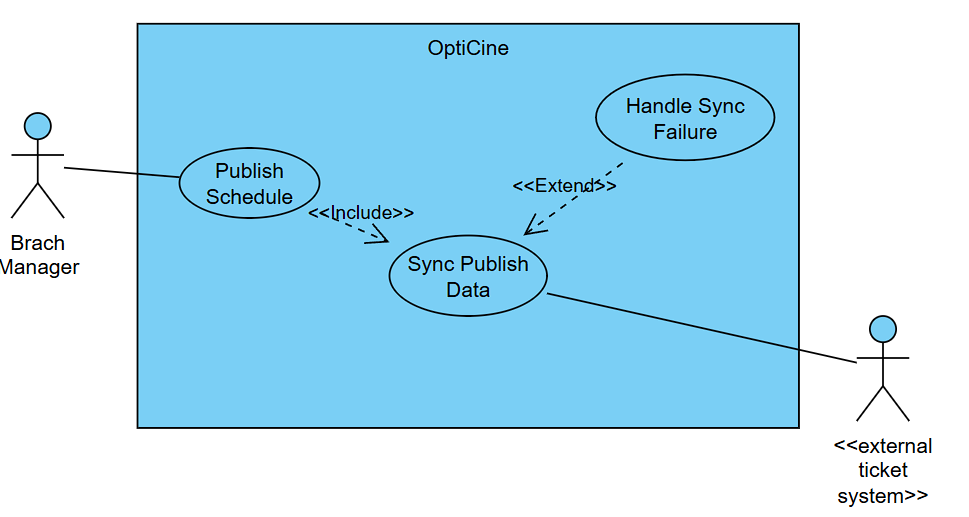 OptiCine
Handle Sync
Failure
Publish
Schedule
<<Extend>>
<<Include>>
Brach
Manager
Sync Publish
Data
<<external
ticket
system>>